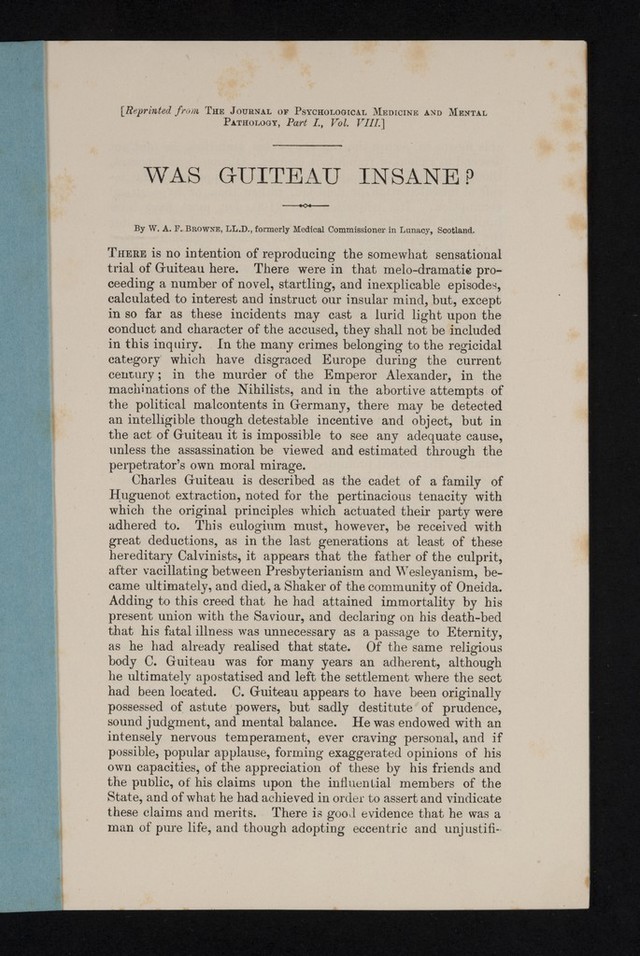 [Reprinted from The Journal of Psychological Medicine and Mental
Pathology, Part I., Vol. VIII.]
WAS GUITEAU INSANE?
By W. A. F. Browne, LL.D., formerly Medical Commissioner in Lunacy, Scotland.
There is no intention of reproducing the somewhat sensational
trial of Guiteau here. There were in that melo-dramatic pro-
ceeding a number of novel, startling, and inexplicable episodes,
calculated to interest and instruct our insular mind, but, except
in so far as these incidents may cast a lurid light upon the
conduct and character of the accused, they shall not be included
in this inquiry. In the many crimes belonging to the regicidal
category which have disgraced Europe during the current
century; in the murder of the Emperor Alexander, in the
machinations of the Nihilists, and in the abortive attempts of
the political malcontents in Germany, there may be detected
an intelligible though detestable incentive and object, but in
the act of Guiteau it is impossible to see any adequate cause,
unless the assassination be viewed and estimated through the
perpetrator's own moral mirage.
Charles Guiteau is described as the cadet of a family of
Huguenot extraction, noted for the pertinacious tenacity with
which the original principles which actuated their party were
adhered to. This eulogium must, however, be received with
great deductions, as in the last generations at least of these
hereditary Calvinists, it appears that the father of the culprit,
after vacillating between Presbyterianism and Wesleyanism, be-
came ultimately, and died, a Shaker of the community of Oneida.
Adding to this creed that he had attained immortality by his
present union with the Saviour, and declaring on his death-bed
that his fatal illness was unnecessary as a passage to Eternity,
as he had already realised that state. Of the same religious
body C. Guiteau was for many years an adherent, although
he ultimately apostatised and left the settlement where the sect
had been located. C. Guiteau appears to have been originally
possessed of astute powers, but sadly destitute of prudence,
sound judgment, and mental balance. He was endowed with an
intensely nervous temperament, ever craving personal, and if
possible, popular applause, forming exaggerated opinions of his
own capacities, of the appreciation of these by his friends and
the public, of his claims upon the influential members of the
State, and of what he had achieved in order to assert and vindicate
these claims and merits. There is good evidence that he was a
man of pure life, and though adopting eccentric and unjustifi-